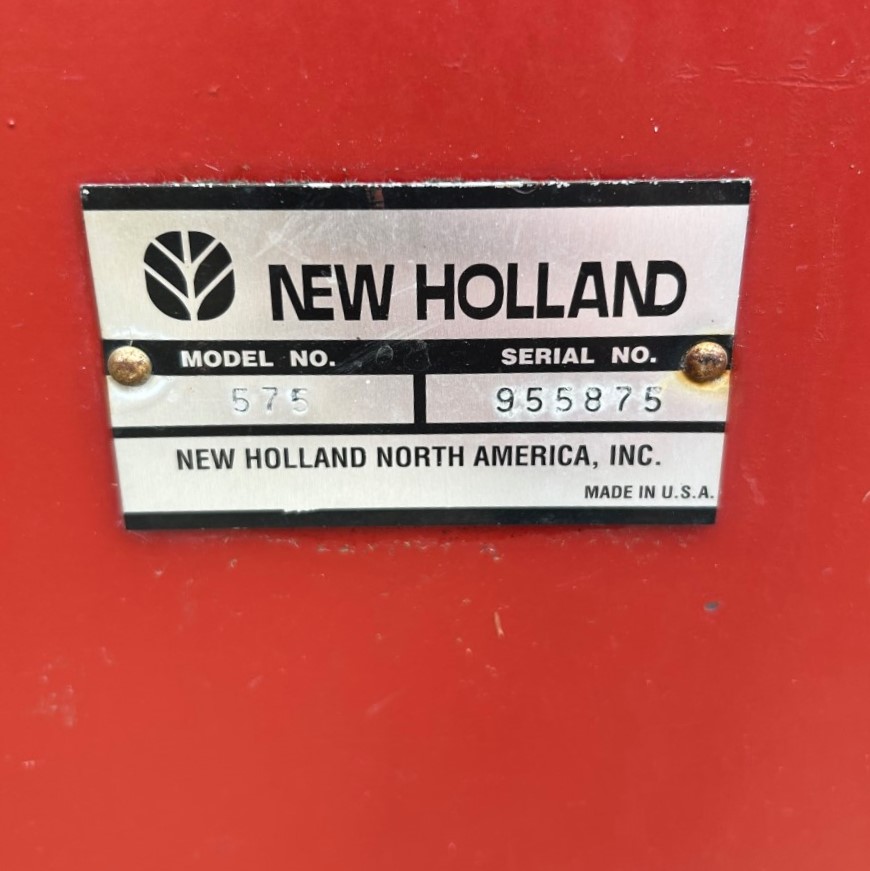 NEW HOLLAND
MODEL NO. SERIAL NO.
575 955875
NEW HOLLAND NORTH AMERICA, INC.
MADE IN U.S.A.